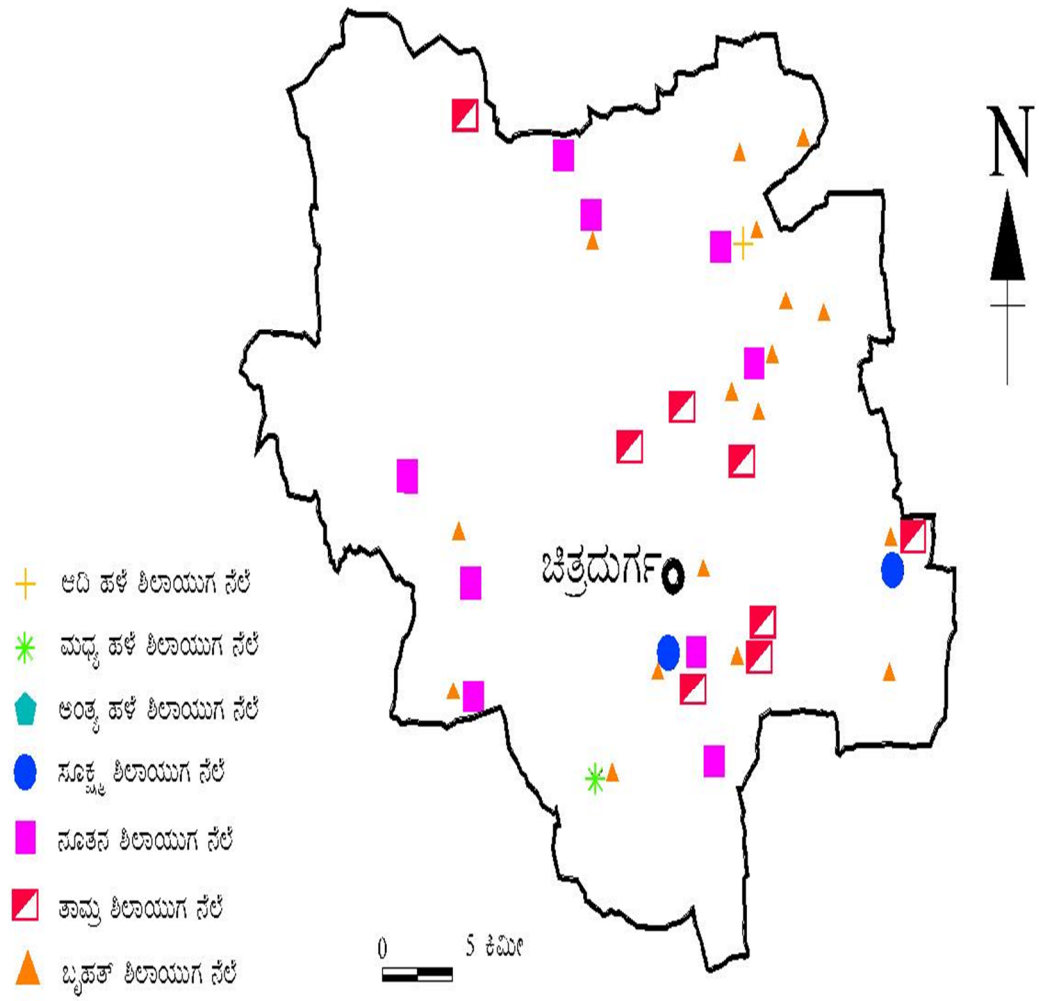 N
ಚಿತ್ರದುರ್ಗ
ಆದಿ ಹಳೆ ಶಿಲಾಯುಗ ನೆಲೆ
ಮಧ್ಯ ಹಳೆ ಶಿಲಾಯುಗ ನೆಲೆ
ಅಂತ್ಯ ಹಳೆ ಶಿಲಾಯುಗ ನೆಲೆ
ಸೂಕ್ಷ್ಮ ಶಿಲಾಯುಗ ನೆಲೆ
ನೂತನ ಶಿಲಾಯುಗ ನೆಲೆ
ತಾಮ್ರ ಶಿಲಾಯುಗ ನೆಲೆ
ಬೃಹತ್ ಶಿಲಾಯುಗ ನೆಲೆ
0 5 ಕಿಮೀ